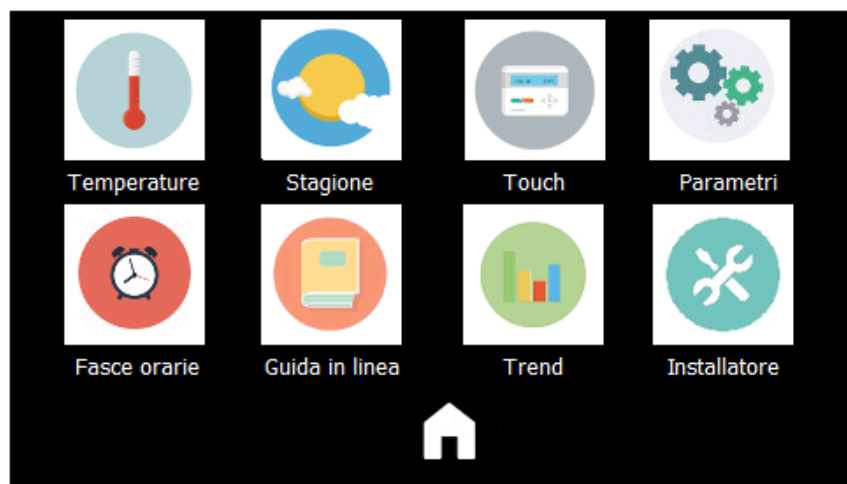 Temperature
Stagione
Touch
Parametri
Fasce orarie
Guida in linea
Trend
Installatore